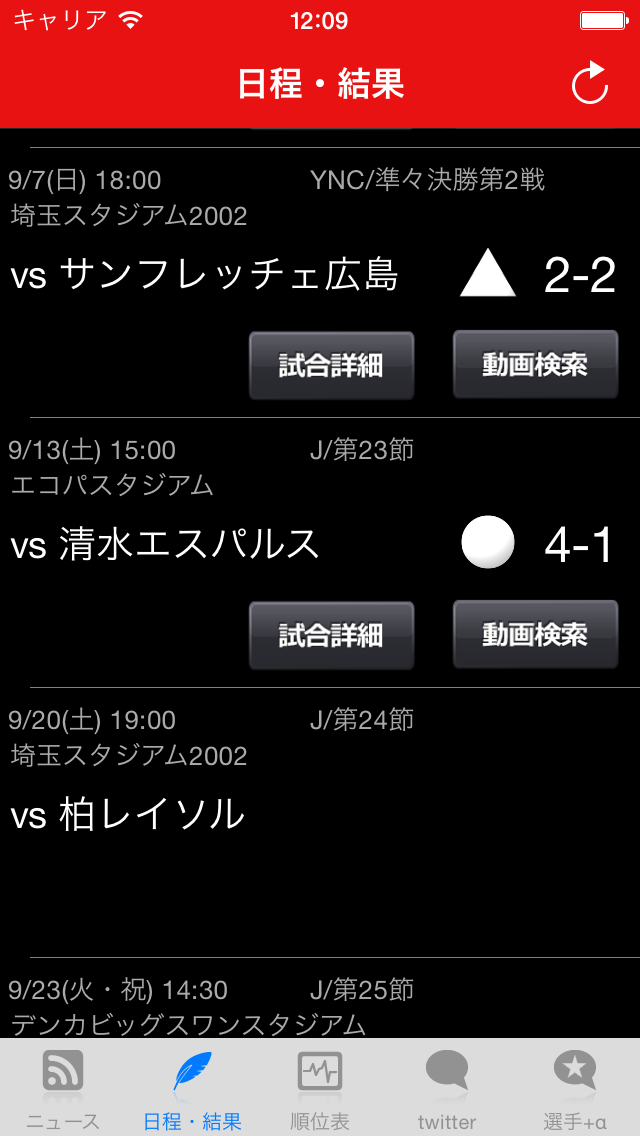 キャリア 12:09
日程・結果
9/7(日) 18:00 YNC/準々決勝第2戦
埼玉スタジアム2002
vs サンフレッチェ広島 2-2
試合詳細 動画検索
9/13(土) 15:00 J/第23節
エコパスタジアム
vs 清水エスパルス 4-1
試合詳細 動画検索
9/20(土) 19:00 J/第24節
埼玉スタジアム2002
vs 柏レイソル
9/23(火・祝) 14:30 J/第25節
デンカビッグスワンスタジアム
ニュース 日程・結果 順位表 twitter 選手+α